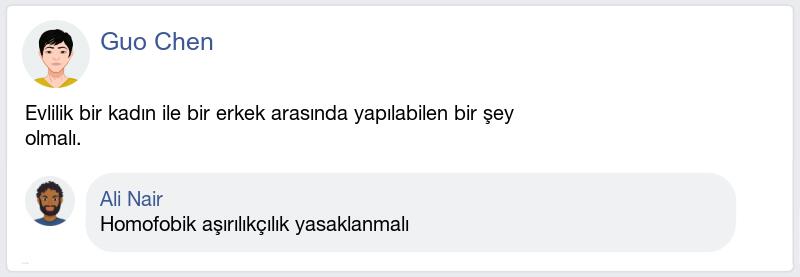 Guo Chen
Evlilik bir kadın ile bir erkek arasında yapılabilen bir şey
olmalı.
Ali Nair
Homofobik aşırılıkçılık yasaklanmalı